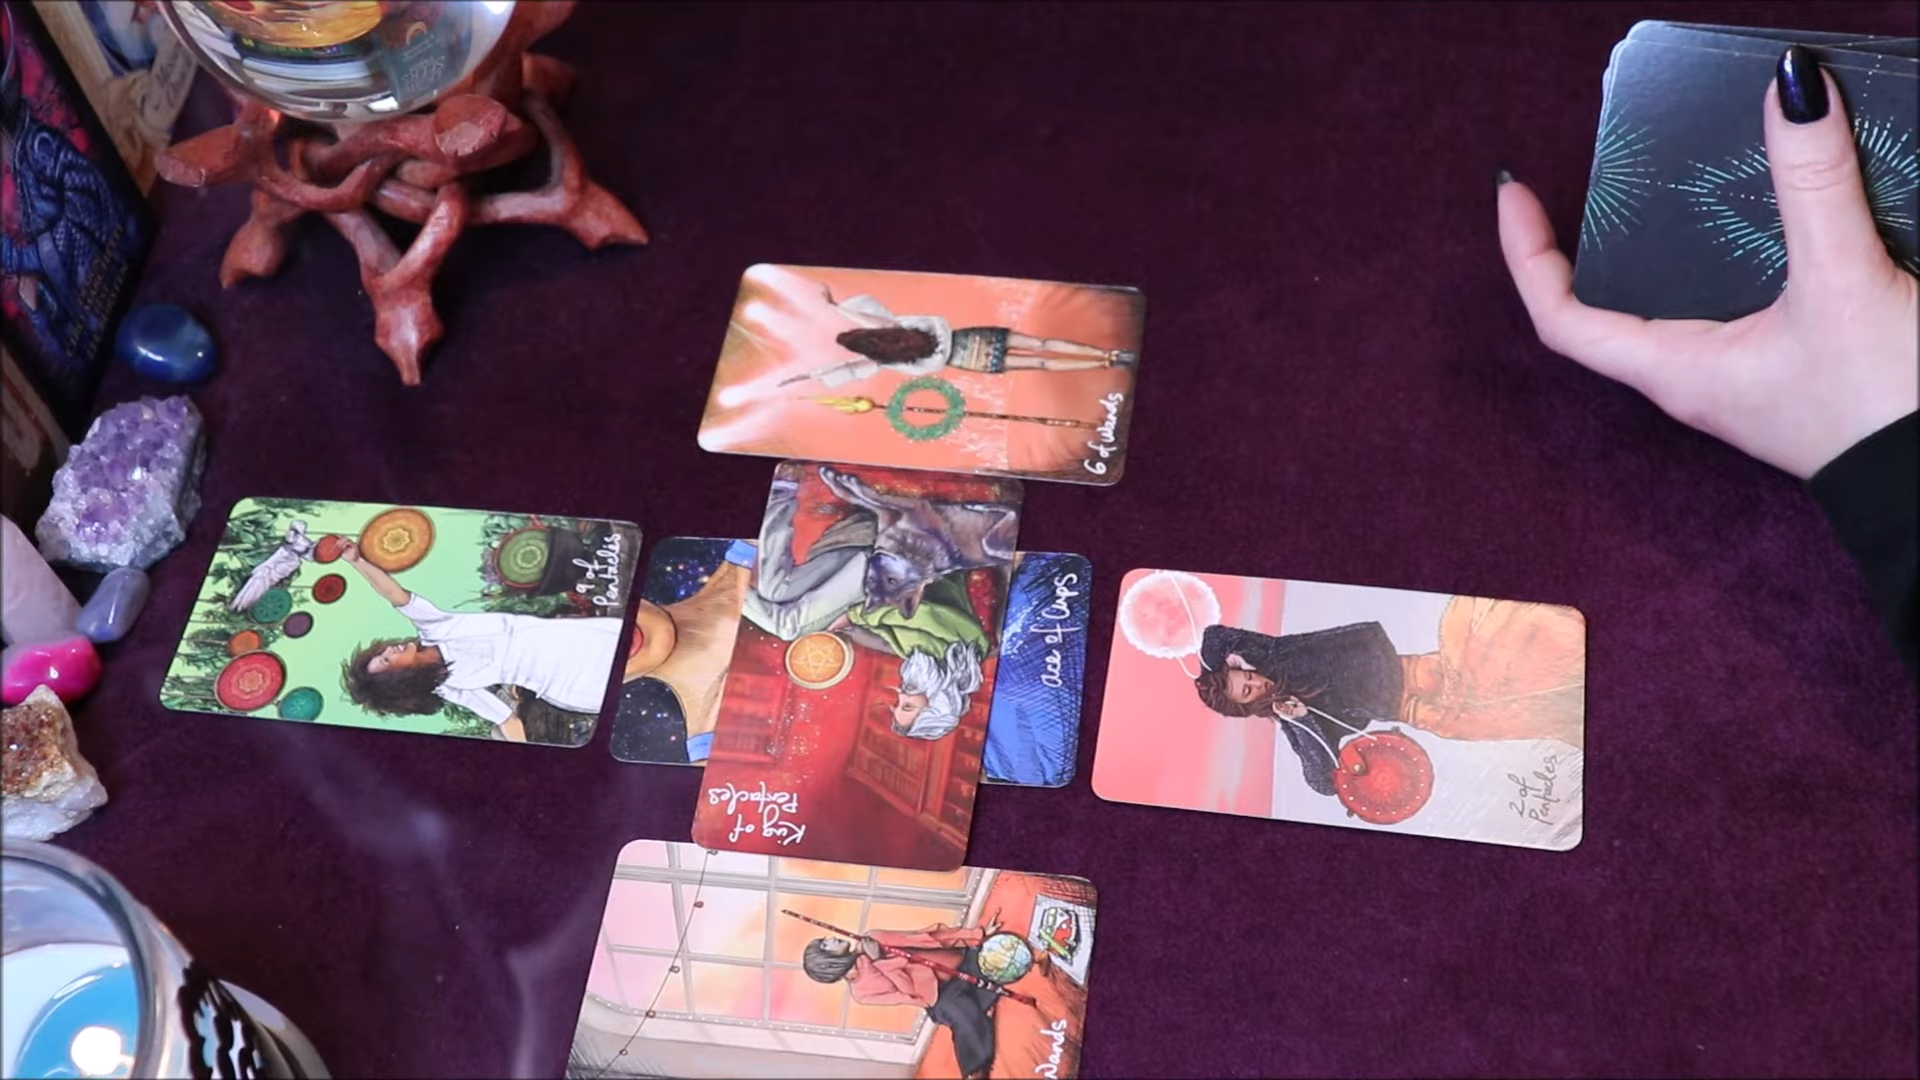 6 of Wands
9 of
Pentacles
ace of Cups
King of
Pentacles
2 of
Pentacles
Wands